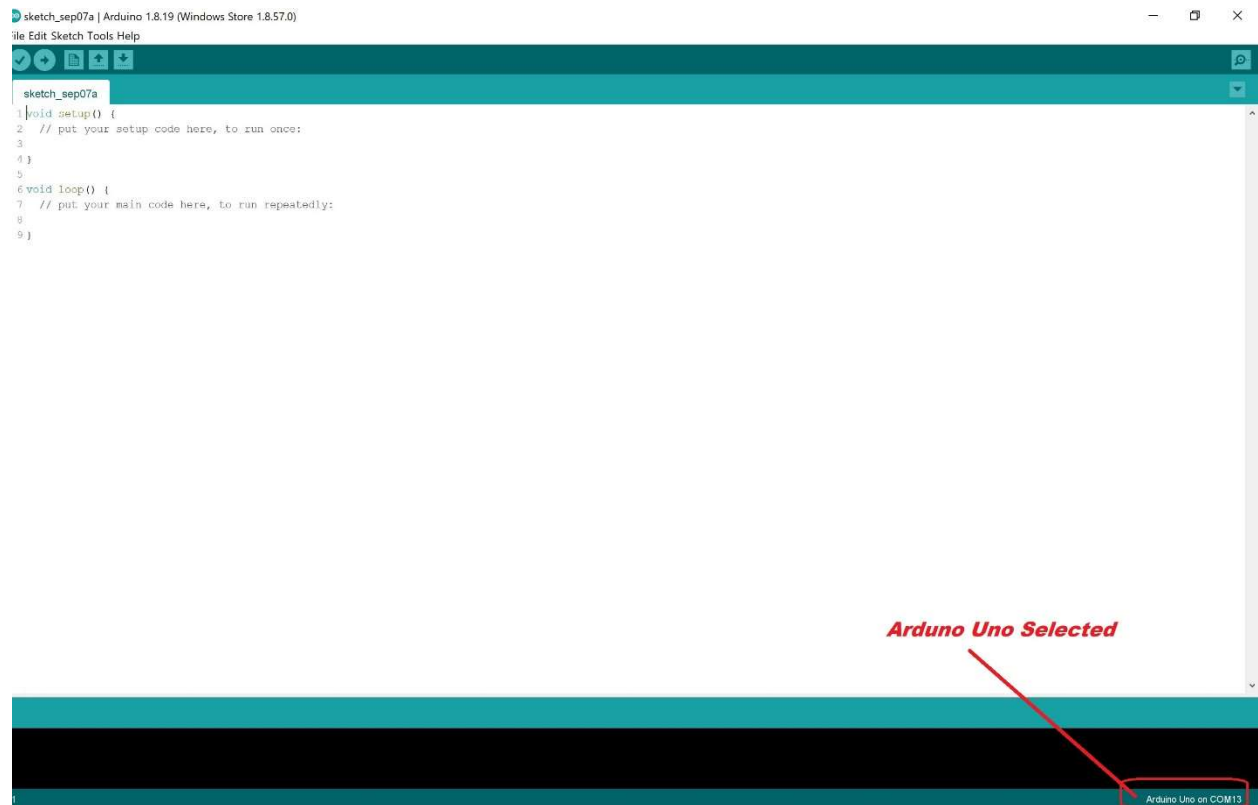 sketch_sep07a | Arduino 1.8.19 (Windows Store 1.8.57.0)
ile Edit Sketch Tools Help
sketch_sep07a
1 void setup() {
2 // put your setup code here, to run once:
3
4 }
5
6 void loop() {
7 // put your main code here, to run repeatedly:
8
9 }
Arduno Uno Selected
1
Arduino Uno on COM13